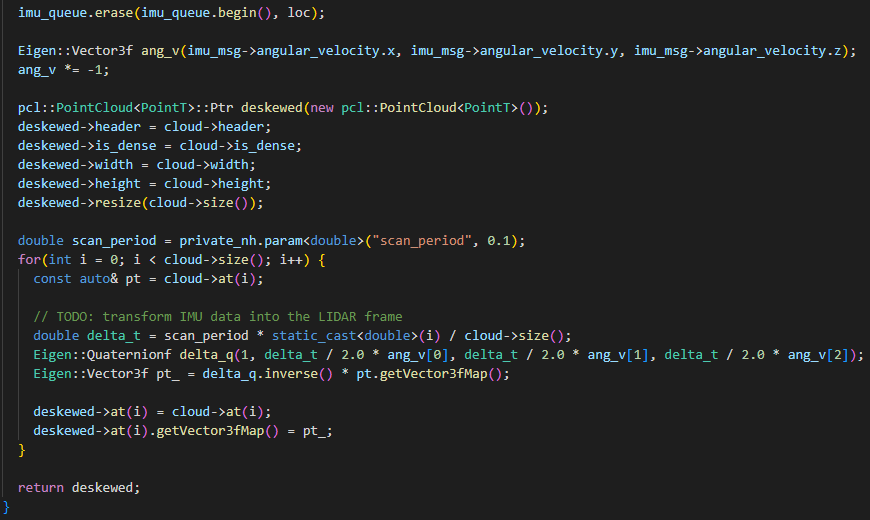 imu_queue.erase(imu_queue.begin(), loc);
Eigen::Vector3f ang_v(imu_msg->angular_velocity.x, imu_msg->angular_velocity.y, imu_msg->angular_velocity.z);
ang_v *= -1;
pcl::PointCloud<PointT>::Ptr deskewed(new pcl::PointCloud<PointT>());
deskewed->header = cloud->header;
deskewed->is_dense = cloud->is_dense;
deskewed->width = cloud->width;
deskewed->height = cloud->height;
deskewed->resize(cloud->size());
double scan_period = private_nh.param<double>("scan_period", 0.1);
for(int i = 0; i < cloud->size(); i++) {
const auto& pt = cloud->at(i);
// TODO: transform IMU data into the LIDAR frame
double delta_t = scan_period * static_cast<double>(i) / cloud->size();
Eigen::Quaternionf delta_q(1, delta_t / 2.0 * ang_v[0], delta_t / 2.0 * ang_v[1], delta_t / 2.0 * ang_v[2]);
Eigen::Vector3f pt_ = delta_q.inverse() * pt.getVector3fMap();
deskewed->at(i) = cloud->at(i);
deskewed->at(i).getVector3fMap() = pt_;
}
return deskewed;
}